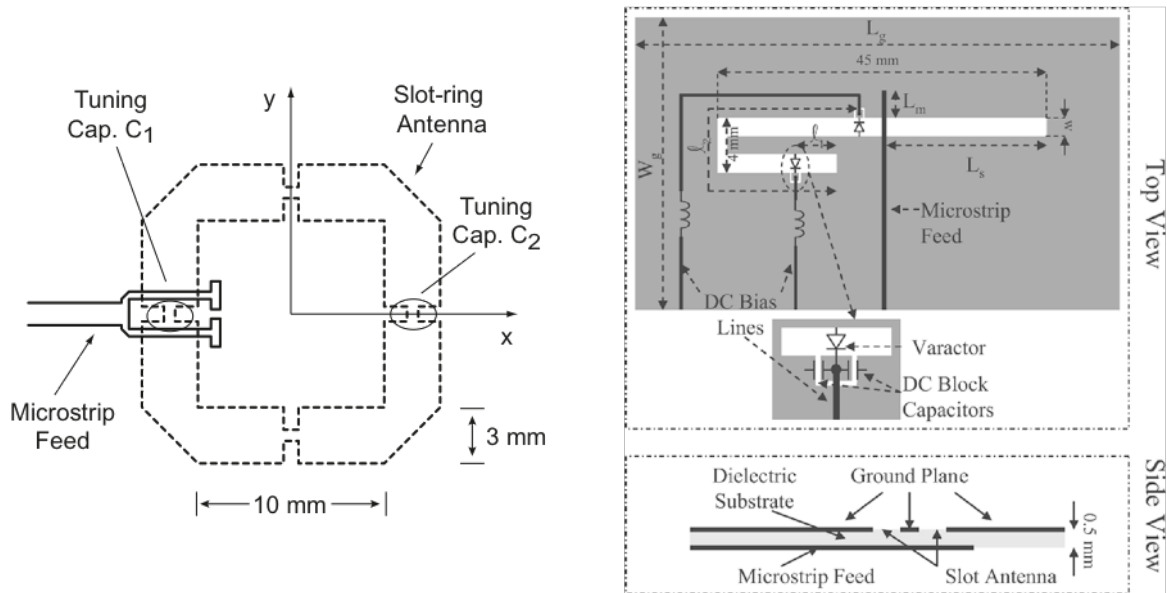 Tuning
Cap. C1
y
Slot-ring
Antenna
Tuning
Cap. C2
x
Microstrip
Feed
3 mm
10 mm
Lg
45 mm
Lm
w
Wg
ℓ2
4 mm
ℓ1
Ls
Microstrip
Feed
DC Bias
Lines
Varactor
DC Block
Capacitors
Top View
Dielectric
Substrate
Ground Plane
0.5 mm
Microstrip Feed
Slot Antenna
Side View